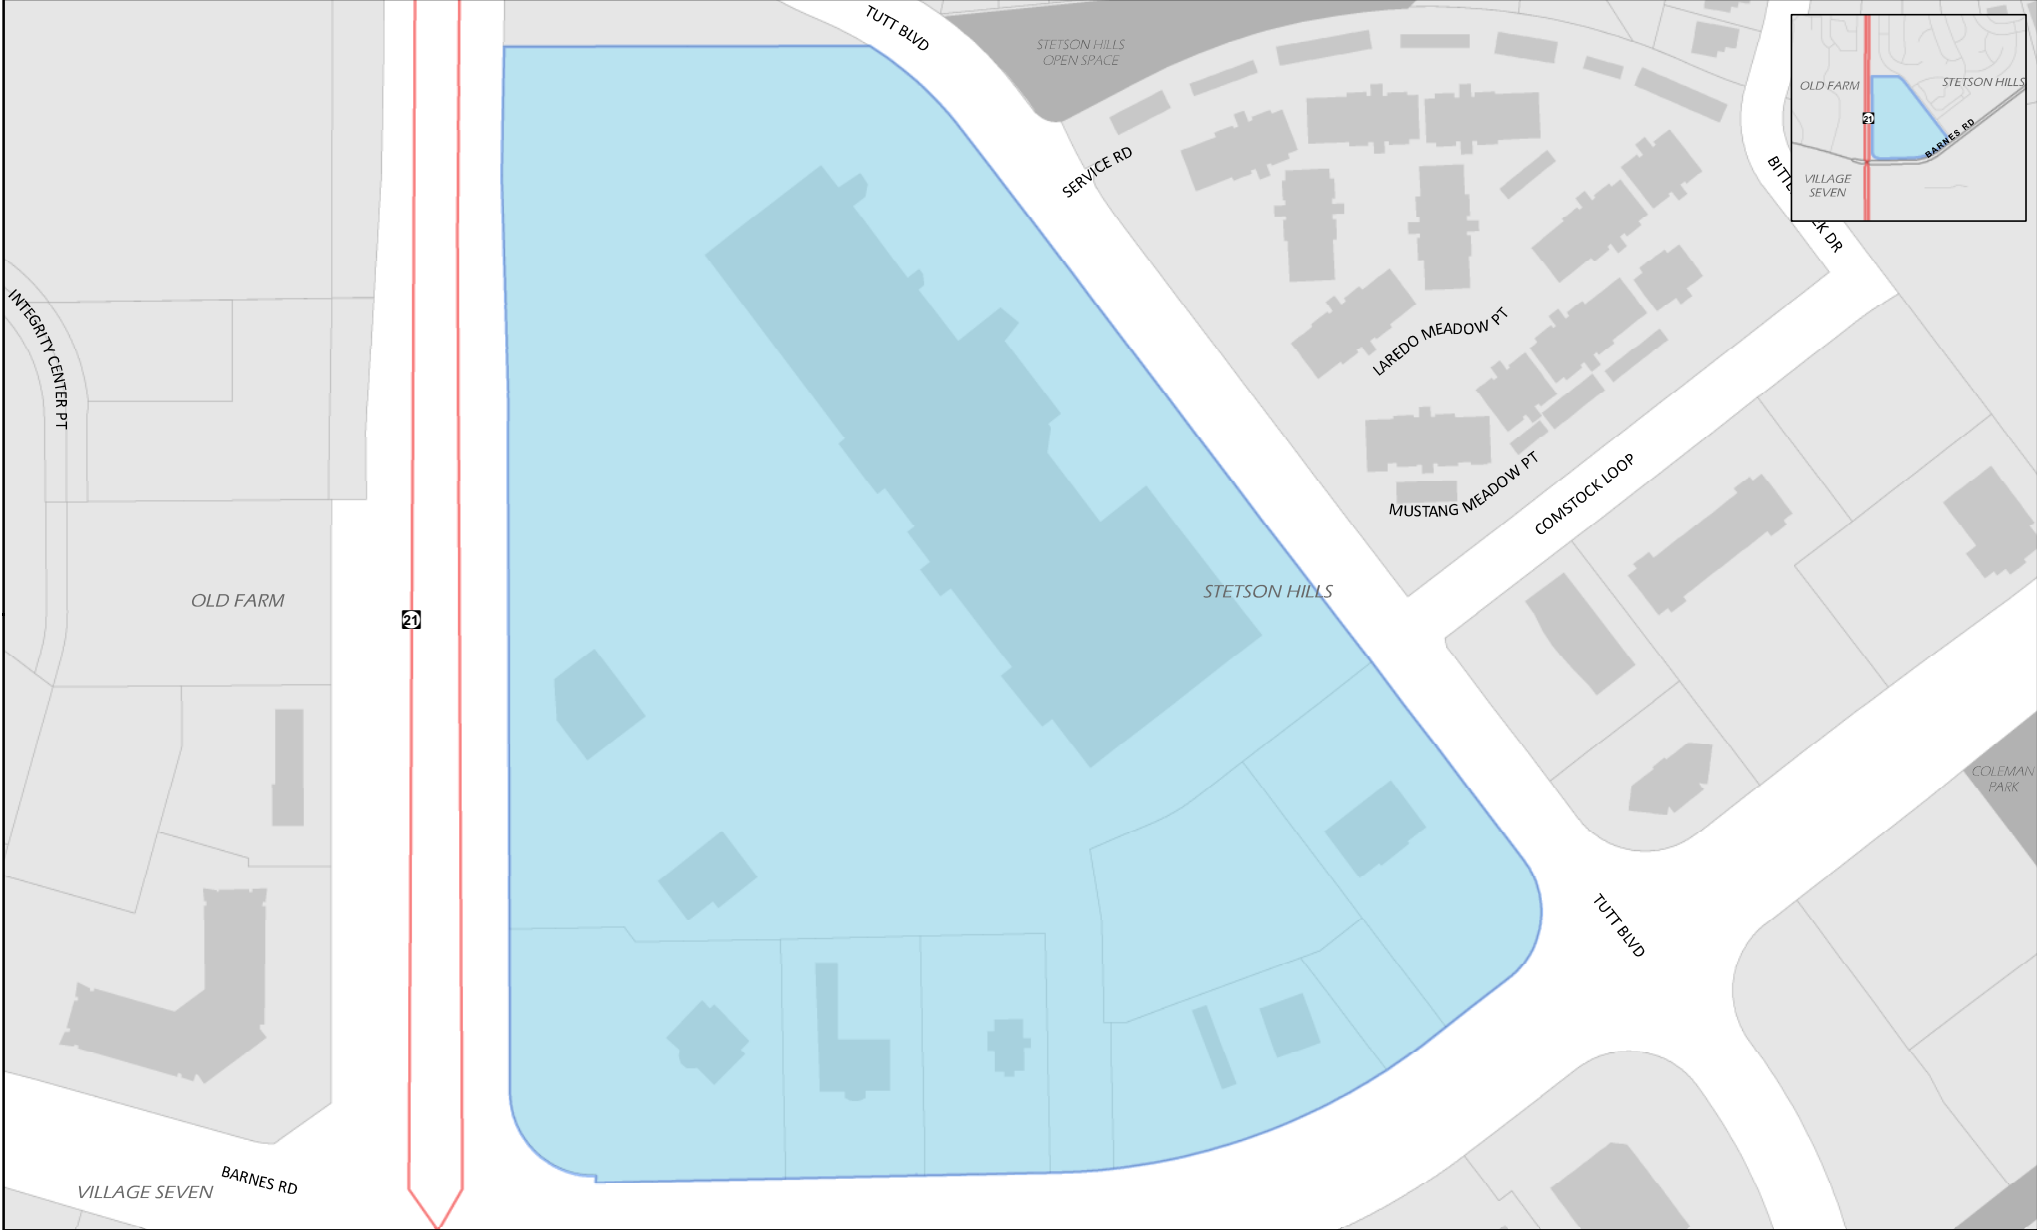 TUTT BLVD
STETSON HILLS
OPEN SPACE
SERVICE RD
OLD FARM
STETSON HILLS
21
BARNES RD
VILLAGE
SEVEN
INTEGRITY CENTER PT
LAREDO MEADOW PT
MUSTANG MEADOW PT
COMSTOCK LOOP
OLD FARM
21
STETSON HILLS
COLEMAN
PARK
TUTT BLVD
BARNES RD
VILLAGE SEVEN